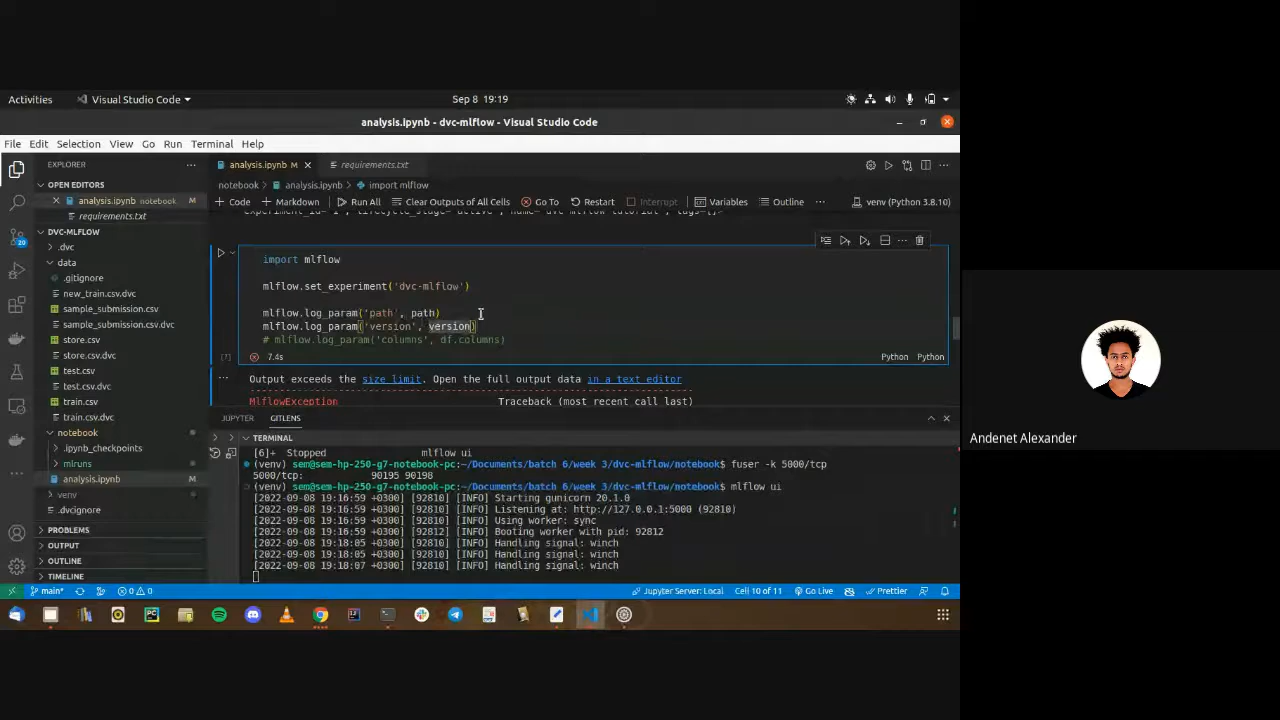 Activities
Visual Studio Code
Sep 8 19:19
analysis.ipynb - dvc-mlflow - Visual Studio Code
File Edit Selection View Go Run Terminal Help
EXPLORER
OPEN EDITORS
analysis.ipynb notebook M
requirements.txt
DVC-MLFLOW
.dvc
data
.gitignore
new_train.csv.dvc
sample_submission.csv
sample_submission.csv.dvc
store.csv
store.csv.dvc
test.csv
test.csv.dvc
train.csv
train.csv.dvc
notebook
.ipynb_checkpoints
mlruns
analysis.ipynb M
venv
.dvcignore
PROBLEMS
OUTPUT
OUTLINE
TIMELINE
20
analysis.ipynb M
requirements.txt
notebook > analysis.ipynb > import mlflow
+ Code + Markdown Run All Clear Outputs of All Cells Go To Restart Interrupt Variables Outline ... venv (Python 3.8.10)
import mlflow
mlflow.set_experiment('dvc-mlflow')
mlflow.log_param('path', path)
mlflow.log_param('version', version)
# mlflow.log_param('columns', df.columns)
[7] 7.4s Python Python
Output exceeds the size limit. Open the full output data in a text editor
MlflowException Traceback (most recent call last)
JUPYTER GITLENS
TERMINAL
[6]+ Stopped mlflow ui
(venv) sem@sem-hp-250-g7-notebook-pc:~/Documents/batch 6/week 3/dvc-mlflow/notebook$ fuser -k 5000/tcp
5000/tcp: 90195 90198
(venv) sem@sem-hp-250-g7-notebook-pc:~/Documents/batch 6/week 3/dvc-mlflow/notebook$ mlflow ui
[2022-09-08 19:16:59 +0300] [92810] [INFO] Starting gunicorn 20.1.0
[2022-09-08 19:16:59 +0300] [92810] [INFO] Listening at: http://127.0.0.1:5000 (92810)
[2022-09-08 19:16:59 +0300] [92810] [INFO] Using worker: sync
[2022-09-08 19:16:59 +0300] [92812] [INFO] Booting worker with pid: 92812
[2022-09-08 19:18:05 +0300] [92810] [INFO] Handling signal: winch
[2022-09-08 19:18:05 +0300] [92810] [INFO] Handling signal: winch
[2022-09-08 19:18:07 +0300] [92810] [INFO] Handling signal: winch
main* 0 0 Jupyter Server: Local Cell 10 of 11 Go Live Prettier
Andenet Alexander